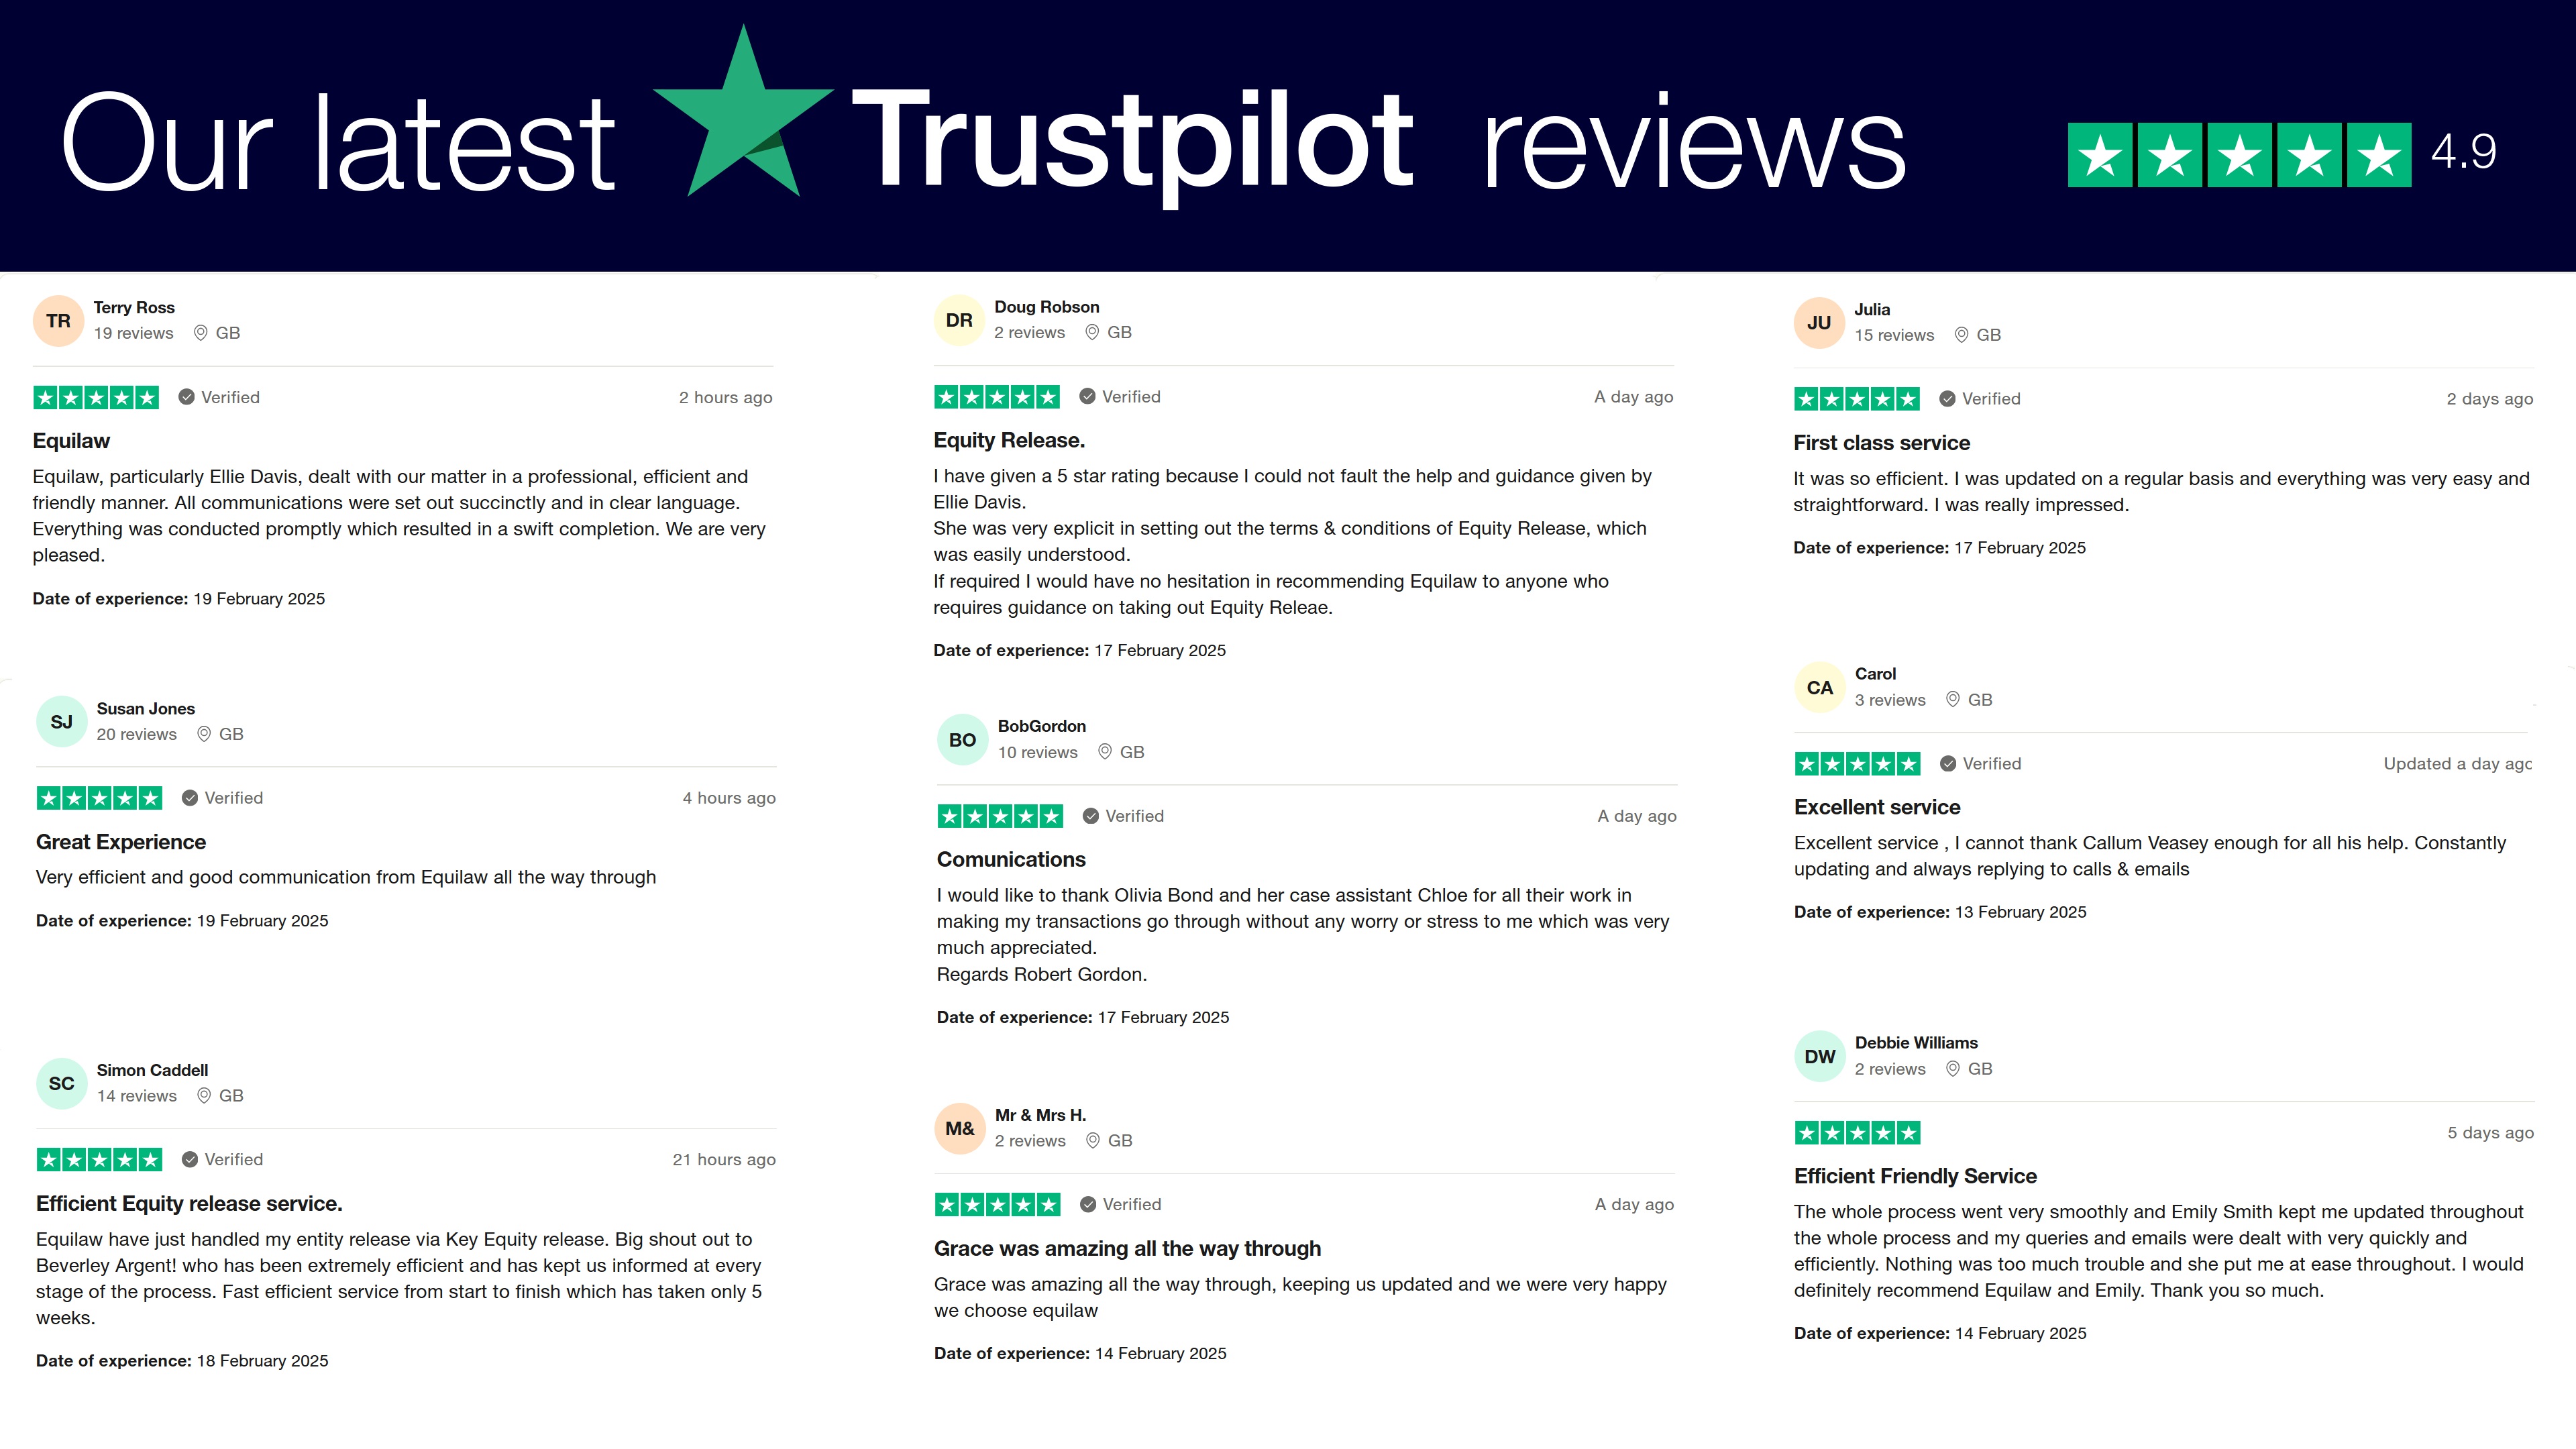 Our latest Trustpilot reviews 4.9
TR
Terry Ross
19 reviews GB
Verified 2 hours ago
Equilaw
Equilaw, particularly Ellie Davis, dealt with our matter in a professional, efficient and
friendly manner. All communications were set out succinctly and in clear language.
Everything was conducted promptly which resulted in a swift completion. We are very
pleased.
Date of experience: 19 February 2025
SJ
Susan Jones
20 reviews GB
Verified 4 hours ago
Great Experience
Very efficient and good communication from Equilaw all the way through
Date of experience: 19 February 2025
SC
Simon Caddell
14 reviews GB
Verified 21 hours ago
Efficient Equity release service.
Equilaw have just handled my entity release via Key Equity release. Big shout out to
Beverley Argent! who has been extremely efficient and has kept us informed at every
stage of the process. Fast efficient service from start to finish which has taken only 5
weeks.
Date of experience: 18 February 2025
DR
Doug Robson
2 reviews GB
Verified A day ago
Equity Release.
I have given a 5 star rating because I could not fault the help and guidance given by
Ellie Davis.
She was very explicit in setting out the terms & conditions of Equity Release, which
was easily understood.
If required I would have no hesitation in recommending Equilaw to anyone who
requires guidance on taking out Equity Releae.
Date of experience: 17 February 2025
BO
BobGordon
10 reviews GB
Verified A day ago
Comunications
I would like to thank Olivia Bond and her case assistant Chloe for all their work in
making my transactions go through without any worry or stress to me which was very
much appreciated.
Regards Robert Gordon.
Date of experience: 17 February 2025
M&
Mr & Mrs H.
2 reviews GB
Verified A day ago
Grace was amazing all the way through
Grace was amazing all the way through, keeping us updated and we were very happy
we choose equilaw
Date of experience: 14 February 2025
JU
Julia
15 reviews GB
Verified 2 days ago
First class service
It was so efficient. I was updated on a regular basis and everything was very easy and
straightforward. I was really impressed.
Date of experience: 17 February 2025
CA
Carol
3 reviews GB
Verified Updated a day ago
Excellent service
Excellent service , I cannot thank Callum Veasey enough for all his help. Constantly
updating and always replying to calls & emails
Date of experience: 13 February 2025
DW
Debbie Williams
2 reviews GB
5 days ago
Efficient Friendly Service
The whole process went very smoothly and Emily Smith kept me updated throughout
the whole process and my queries and emails were dealt with very quickly and
efficiently. Nothing was too much trouble and she put me at ease throughout. I would
definitely recommend Equilaw and Emily. Thank you so much.
Date of experience: 14 February 2025